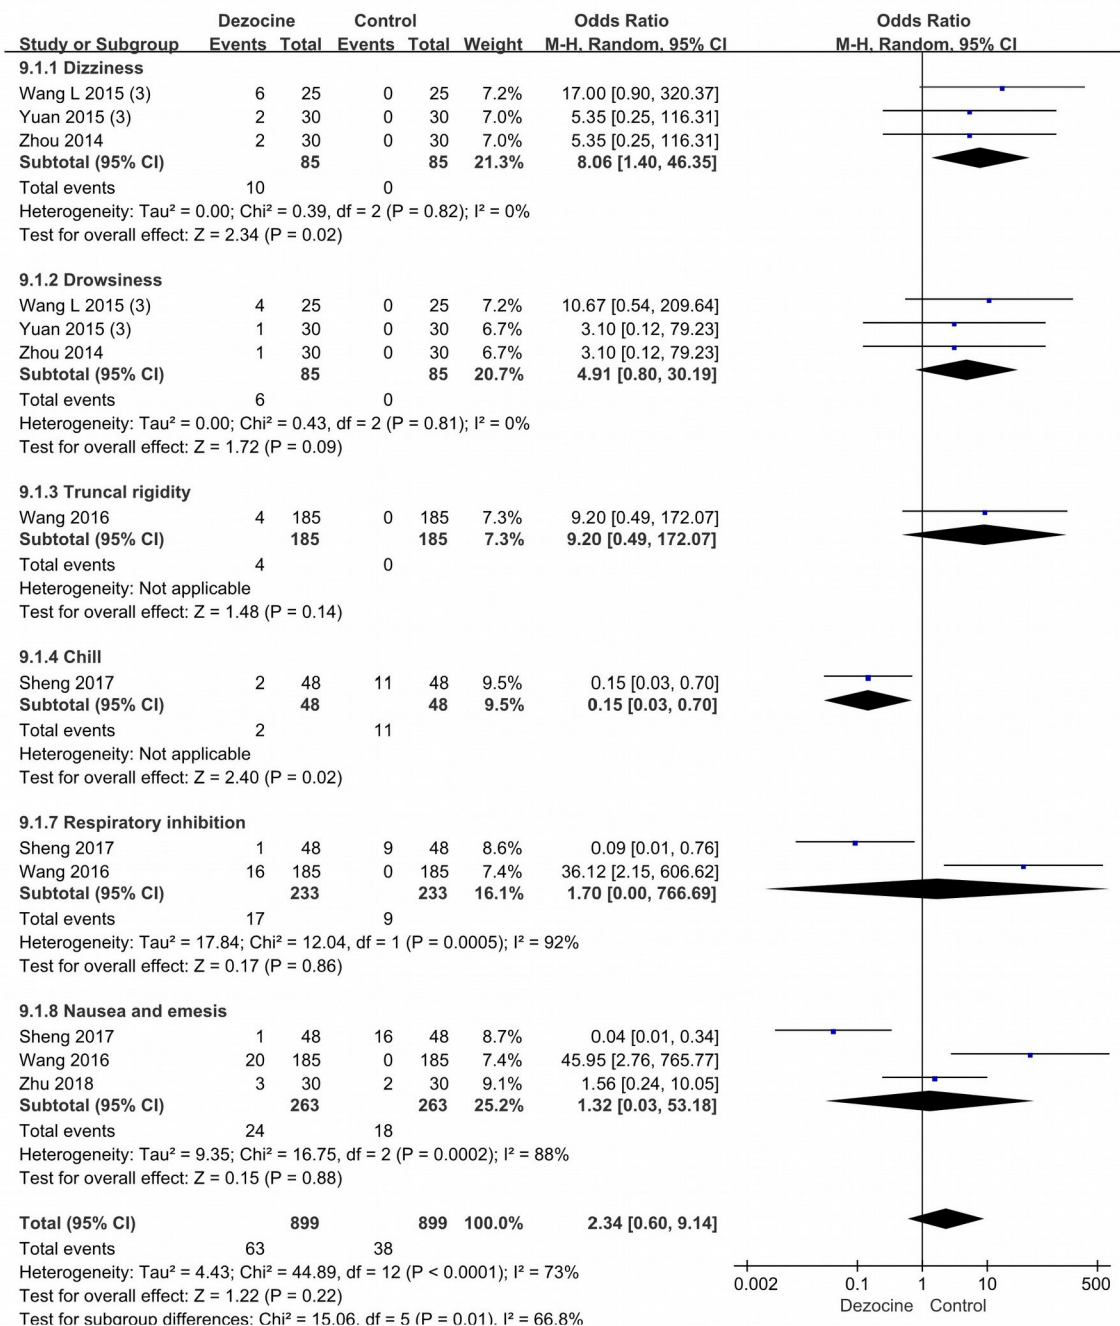 Dezocine Control Odds Ratio Odds Ratio
Study or Subgroup Events Total Events Total Weight M-H, Random, 95% CI M-H, Random, 95% CI
9.1.1 Dizziness
Wang L 2015 (3) 6 25 0 25 7.2% 17.00 [0.90, 320.37]
Yuan 2015 (3) 2 30 0 30 7.0% 5.35 [0.25, 116.31]
Zhou 2014 2 30 0 30 7.0% 5.35 [0.25, 116.31]
Subtotal (95% CI) 85 85 21.3% 8.06 [1.40, 46.35]
Total events 10 0
Heterogeneity: Tau² = 0.00; Chi² = 0.39, df = 2 (P = 0.82); I² = 0%
Test for overall effect: Z = 2.34 (P = 0.02)
9.1.2 Drowsiness
Wang L 2015 (3) 4 25 0 25 7.2% 10.67 [0.54, 209.64]
Yuan 2015 (3) 1 30 0 30 6.7% 3.10 [0.12, 79.23]
Zhou 2014 1 30 0 30 6.7% 3.10 [0.12, 79.23]
Subtotal (95% CI) 85 85 20.7% 4.91 [0.80, 30.19]
Total events 6 0
Heterogeneity: Tau² = 0.00; Chi² = 0.43, df = 2 (P = 0.81); I² = 0%
Test for overall effect: Z = 1.72 (P = 0.09)
9.1.3 Truncal rigidity
Wang 2016 4 185 0 185 7.3% 9.20 [0.49, 172.07]
Subtotal (95% CI) 185 185 7.3% 9.20 [0.49, 172.07]
Total events 4 0
Heterogeneity: Not applicable
Test for overall effect: Z = 1.48 (P = 0.14)
9.1.4 Chill
Sheng 2017 2 48 11 48 9.5% 0.15 [0.03, 0.70]
Subtotal (95% CI) 48 48 9.5% 0.15 [0.03, 0.70]
Total events 2 11
Heterogeneity: Not applicable
Test for overall effect: Z = 2.40 (P = 0.02)
9.1.7 Respiratory inhibition
Sheng 2017 1 48 9 48 8.6% 0.09 [0.01, 0.76]
Wang 2016 16 185 0 185 7.4% 36.12 [2.15, 606.62]
Subtotal (95% CI) 233 233 16.1% 1.70 [0.00, 766.69]
Total events 17 9
Heterogeneity: Tau² = 17.84; Chi² = 12.04, df = 1 (P = 0.0005); I² = 92%
Test for overall effect: Z = 0.17 (P = 0.86)
9.1.8 Nausea and emesis
Sheng 2017 1 48 16 48 8.7% 0.04 [0.01, 0.34]
Wang 2016 20 185 0 185 7.4% 45.95 [2.76, 765.77]
Zhu 2018 3 30 2 30 9.1% 1.56 [0.24, 10.05]
Subtotal (95% CI) 263 263 25.2% 1.32 [0.03, 53.18]
Total events 24 18
Heterogeneity: Tau² = 9.35; Chi² = 16.75, df = 2 (P = 0.0002); I² = 88%
Test for overall effect: Z = 0.15 (P = 0.88)
Total (95% CI) 899 899 100.0% 2.34 [0.60, 9.14]
Total events 63 38
Heterogeneity: Tau² = 4.43; Chi² = 44.89, df = 12 (P < 0.0001); I² = 73%
Test for overall effect: Z = 1.22 (P = 0.22)
Test for subgroup differences: Chi² = 15.06, df = 5 (P = 0.01), I² = 66.8%
0.002 0.1 1 10 500
Dezocine Control